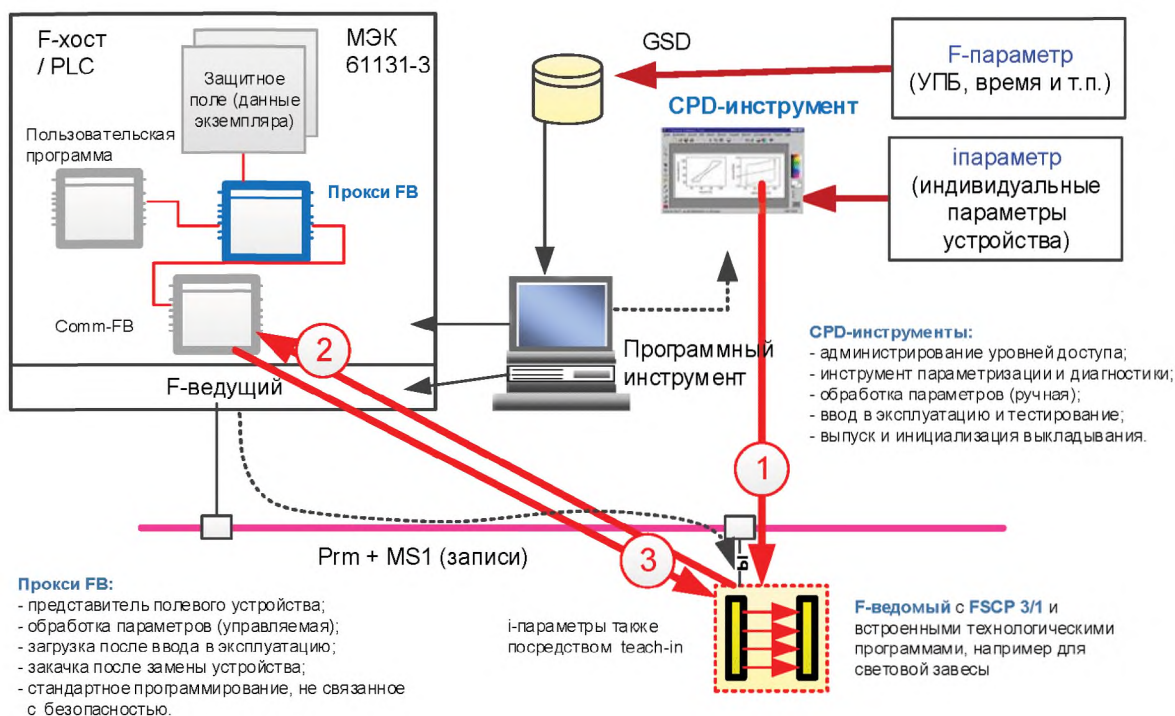 F-хост
/ PLC
МЭК
61131-3
Защитное
поле (данные
экземпляра)
Пользовательская
программа
Прокси FB
Comm-FB
F-ведущий
GSD
CPD-инструмент
F-параметр
(УПБ, время и т.п.)
iпараметр
(индивидуальные
параметры
устройства)
Программный
инструмент
CPD-инструменты:
- администрирование уровней доступа;
- инструмент параметризации и диагностики;
- обработка параметров (ручная);
- ввод в эксплуатацию и тестирование;
- выпуск и инициализация выкладывания.
1
2
3
Prm + MS1 (записи)
Прокси FB:
- представитель полевого устройства;
- обработка параметров (управляемая);
- загрузка после ввода в эксплуатацию;
- закачка после замены устройства;
- стандартное программирование, не связанное
с безопасностью.
i-параметры также
посредством teach-in
F-ведомый с FSCP 3/1 и
встроенными технологическими
программами, например для
световой завесы